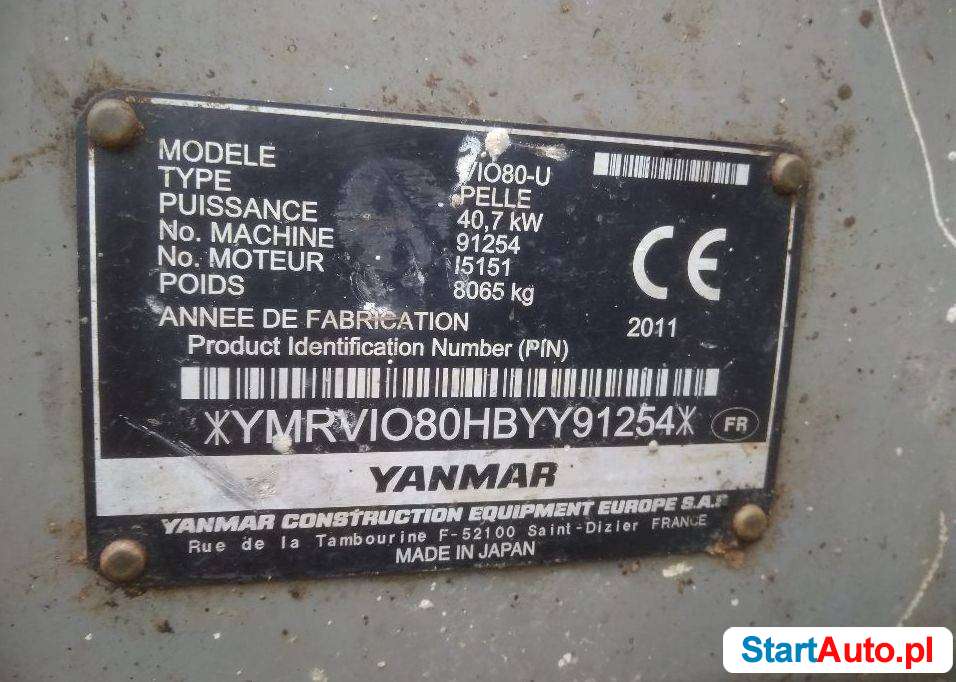 MODELE VIO80-U
TYPE PELLE
PUISSANCE 40,7 kW
No. MACHINE 91254
No. MOTEUR I5151
POIDS 8065 kg
CE
ANNEE DE FABRICATION 2011
Product Identification Number (PIN)
*YMRVIO80HBYY91254* FR
YANMAR
YANMAR CONSTRUCTION EQUIPMENT EUROPE S.A.S
Rue de la Tambourine F-52100 Saint-Dizier FRANCE
MADE IN JAPAN
StartAuto.pl